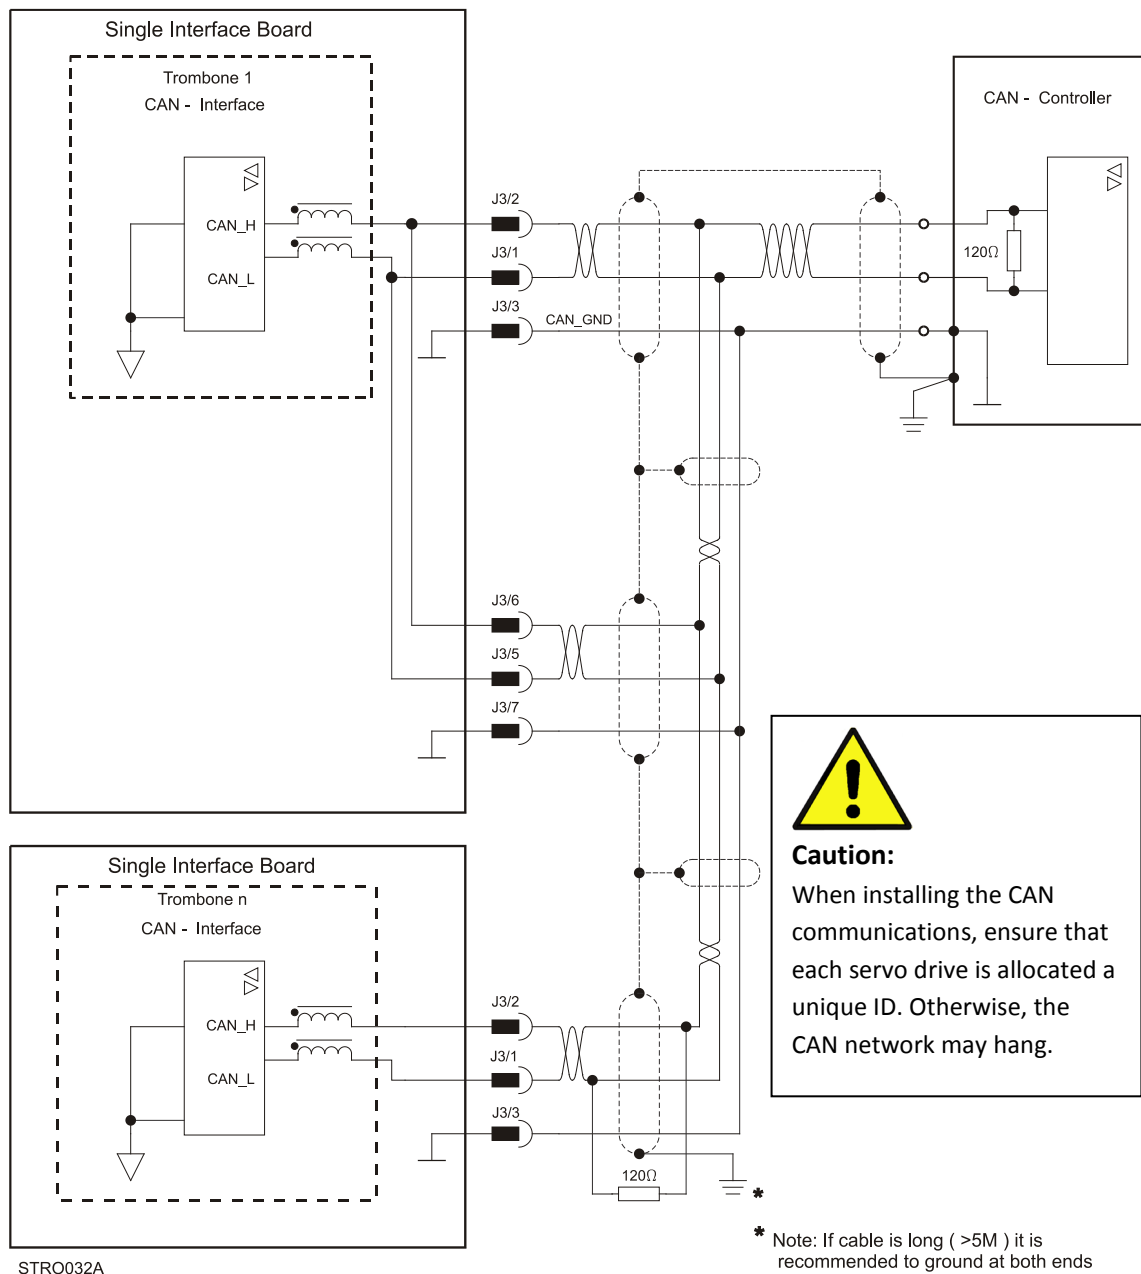 Single Interface Board
Trombone 1
CAN - Interface
CAN_H
CAN_L
J3/2
J3/1
J3/3
CAN_GND
CAN - Controller
120Ω
J3/6
J3/5
J3/7
Caution:
When installing the CAN
communications, ensure that
each servo drive is allocated a
unique ID. Otherwise, the
CAN network may hang.
Single Interface Board
Trombone n
CAN - Interface
CAN_H
CAN_L
J3/2
J3/1
J3/3
120Ω
*
* Note: If cable is long ( >5M ) it is
recommended to ground at both ends
STRO032A